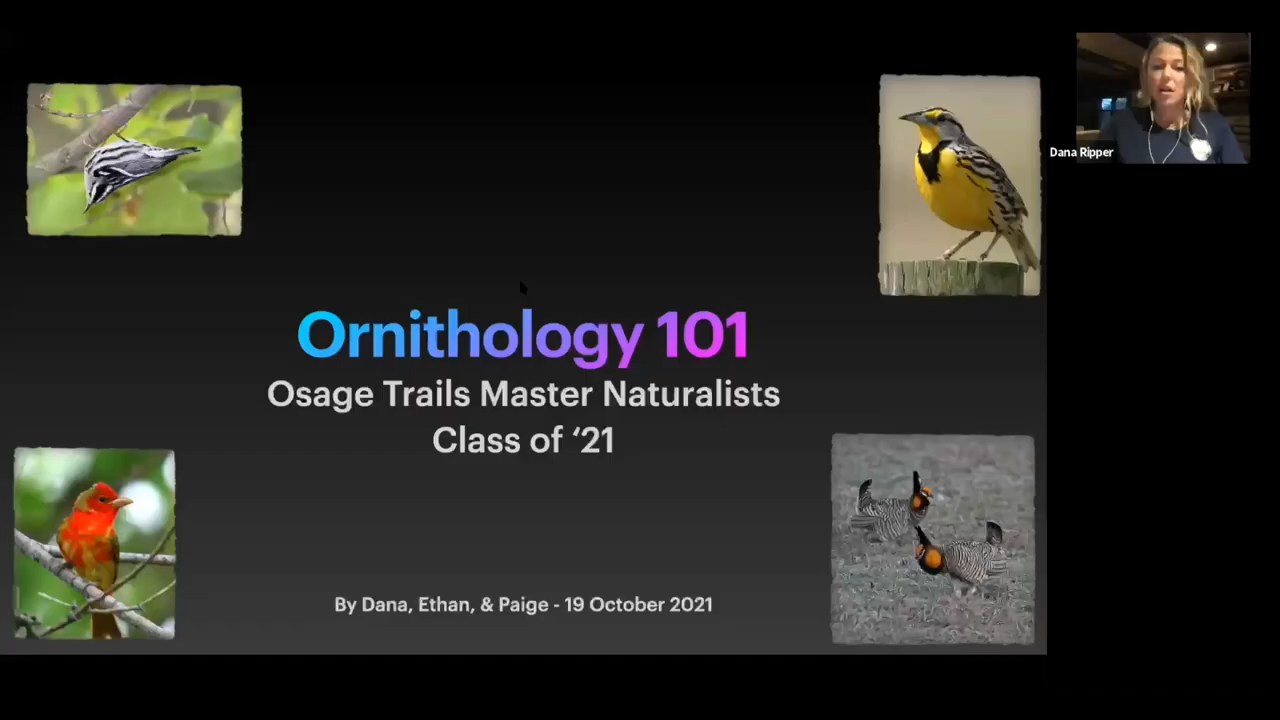 Dana Ripper
Ornithology 101
Osage Trails Master Naturalists
Class of ‘21
By Dana, Ethan, & Paige - 19 October 2021